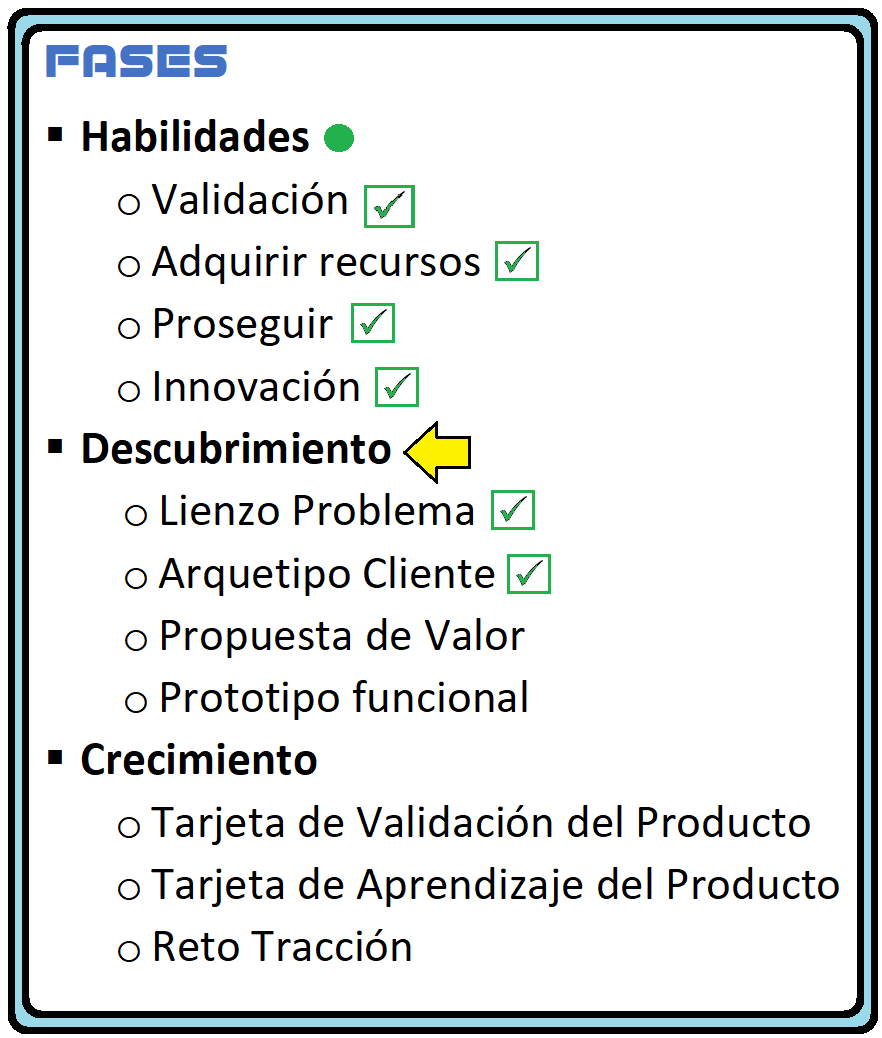 FASES
Habilidades
Validación
Adquirir recursos
Proseguir
Innovación
Descubrimiento
Lienzo Problema
Arquetipo Cliente
Propuesta de Valor
Prototipo funcional
Crecimiento
Tarjeta de Validación del Producto
Tarjeta de Aprendizaje del Producto
Reto Tracción